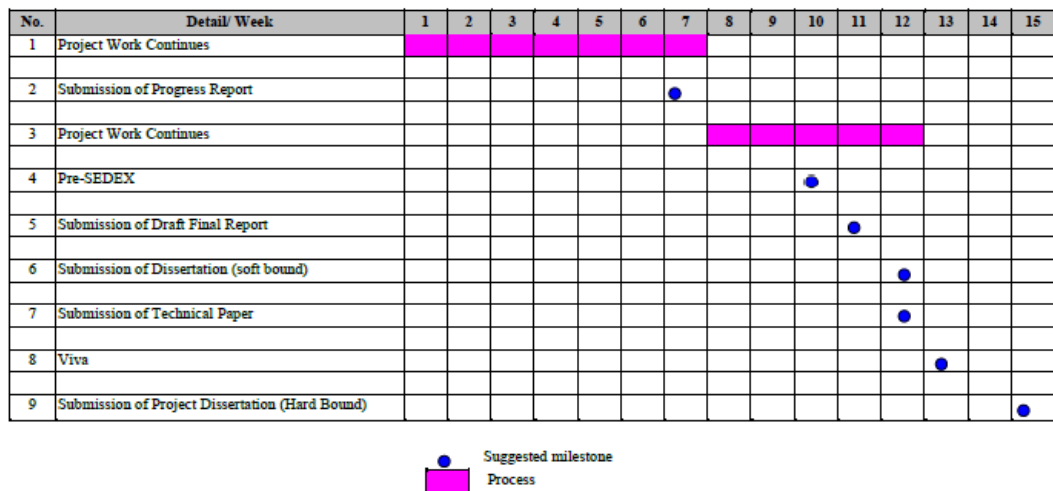 No. Detail/ Week 1 2 3 4 5 6 7 8 9 10 11 12 13 14 15
1 Project Work Continues
2 Submission of Progress Report
3 Project Work Continues
4 Pre-SEDEX
5 Submission of Draft Final Report
6 Submission of Dissertation (soft bound)
7 Submission of Technical Paper
8 Viva
9 Submission of Project Dissertation (Hard Bound)
Suggested milestone
Process